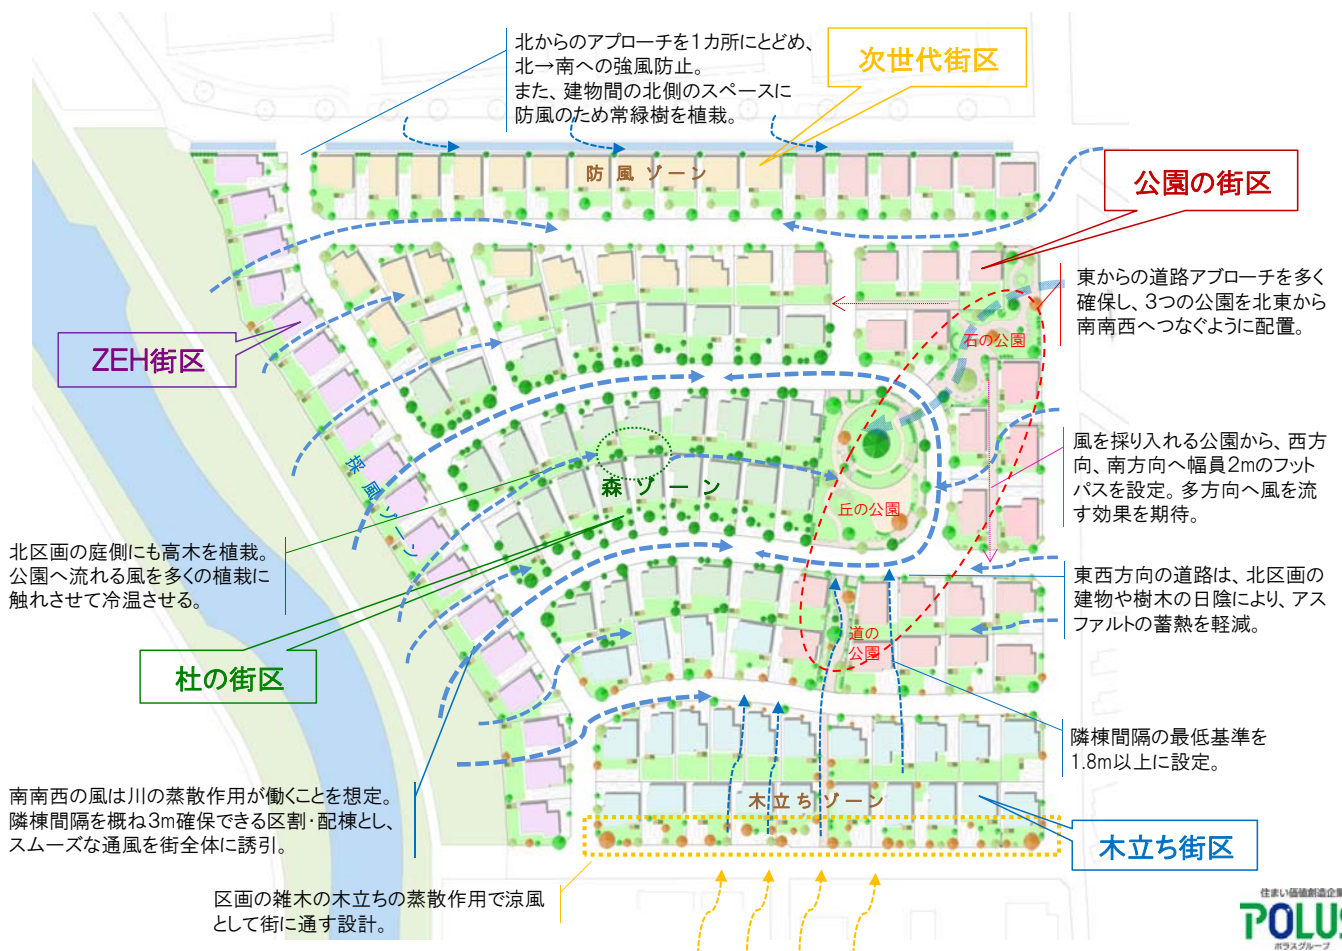 北からのアプローチを1カ所にとどめ、
北→南への強風防止。
また、建物間の北側のスペースに
防風のため常緑樹を植栽。
次世代街区
防風ゾーン
公園の街区
東からの道路アプローチを多く
確保し、3つの公園を北東から
南南西へつなぐように配置。
石の公園
ZEH街区
採風ゾーン
風を採り入れる公園から、西方
向、南方向へ幅員2mのフット
パスを設定。多方向へ風を流
す効果を期待。
森ゾーン
丘の公園
北区画の庭側にも高木を植栽。
公園へ流れる風を多くの植栽に
触れさせて冷温させる。
東西方向の道路は、北区画の
建物や樹木の日陰により、アス
ファルトの蓄熱を軽減。
道の
公園
杜の街区
隣棟間隔の最低基準を
1.8m以上に設定。
南南西の風は川の蒸散作用が働くことを想定。
隣棟間隔を概ね3m確保できる区割・配棟とし、
スムーズな通風を街全体に誘引。
木立ちゾーン
木立ち街区
区画の雑木の木立ちの蒸散作用で涼風
として街に通す設計。
住まい価値創造企業
POLUS
ポラスグループ